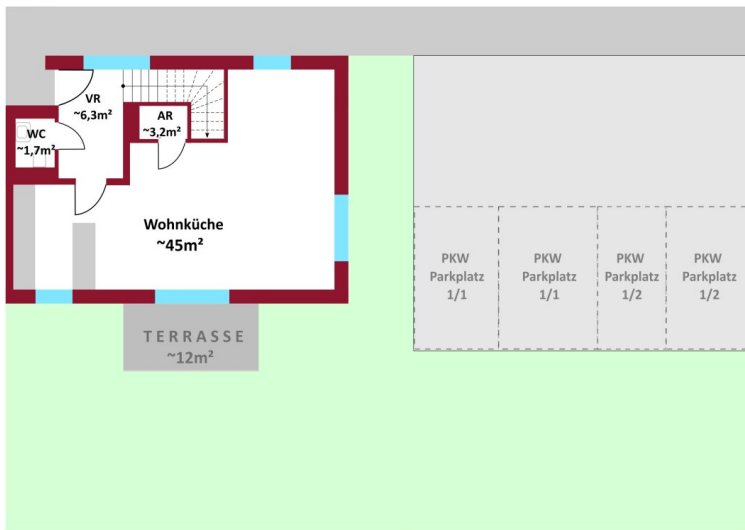 VR
~6,3m²
AR
~3,2m²
WC
~1,7m²
Wohnküche
~45m²
TERRASSE
~12m²
PKW
Parkplatz
1/1
PKW
Parkplatz
1/1
PKW
Parkplatz
1/2
PKW
Parkplatz
1/2